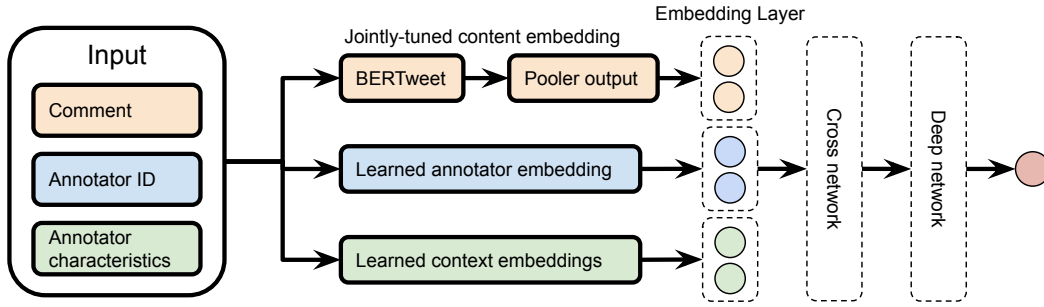 Embedding Layer
Input
Jointly-tuned content embedding
Comment
BERTweet
Pooler output
Annotator ID
Learned annotator embedding
Annotator
characteristics
Learned context embeddings
Cross network
Deep network